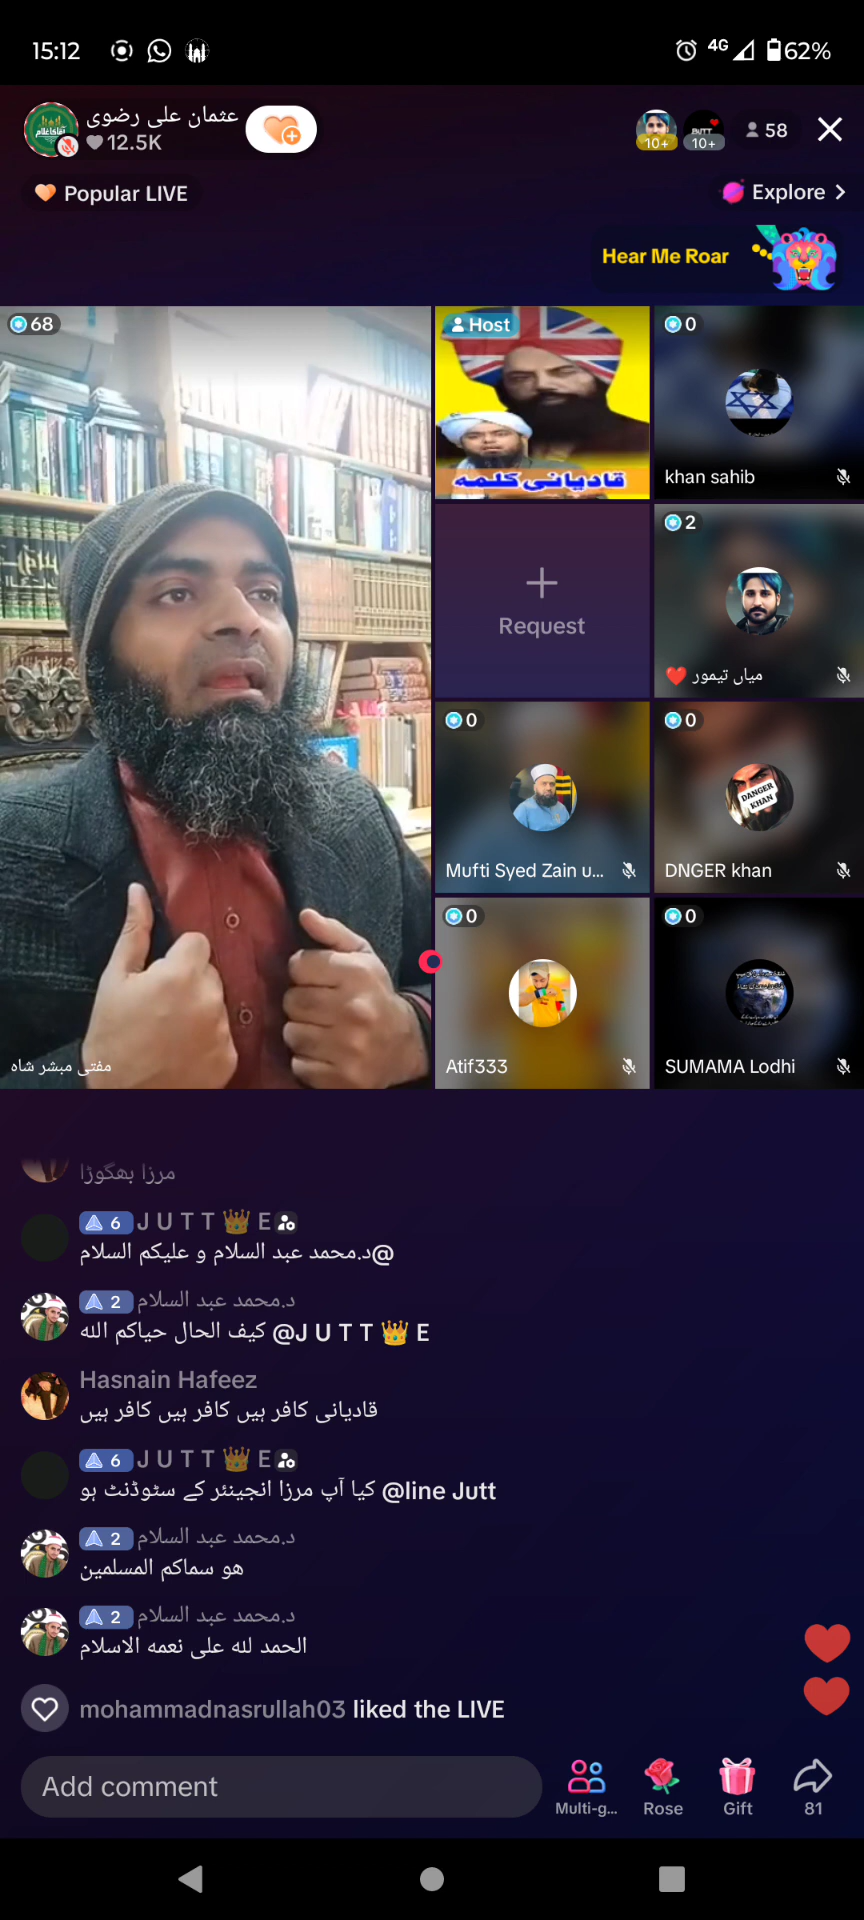 15:12
4G
62%
عثمان علی رضوی
12.5K
10+
10+
58
Popular LIVE
Explore
Hear Me Roar
68
Host
قادیانی کلمه
0
khan sahib
Request
2
میاں تیمور
0
Mufti Syed Zain u...
0
DANGER KHAN
DNGER khan
0
Atif333
0
SUMAMA Lodhi
مفتی مبشر شاہ
مرزا بھگوڑا
6 J U T T 👑 E
@د.محمد عبد السلام و علیکم السلام
2 د.محمد عبد السلام
@J U T T 👑 E كيف الحال حياكم الله
Hasnain Hafeez
قادیانی کافر ہیں کافر ہیں کافر ہیں
6 J U T T 👑 E
@line Jutt کیا آپ مرزا انجینئر کے سٹوڈنٹ ہو
2 د.محمد عبد السلام
هو سماكم المسلمين
2 د.محمد عبد السلام
الحمد لله على نعمه الاسلام
mohammadnasrullah03 liked the LIVE
Add comment
Multi-g...
Rose
Gift
81